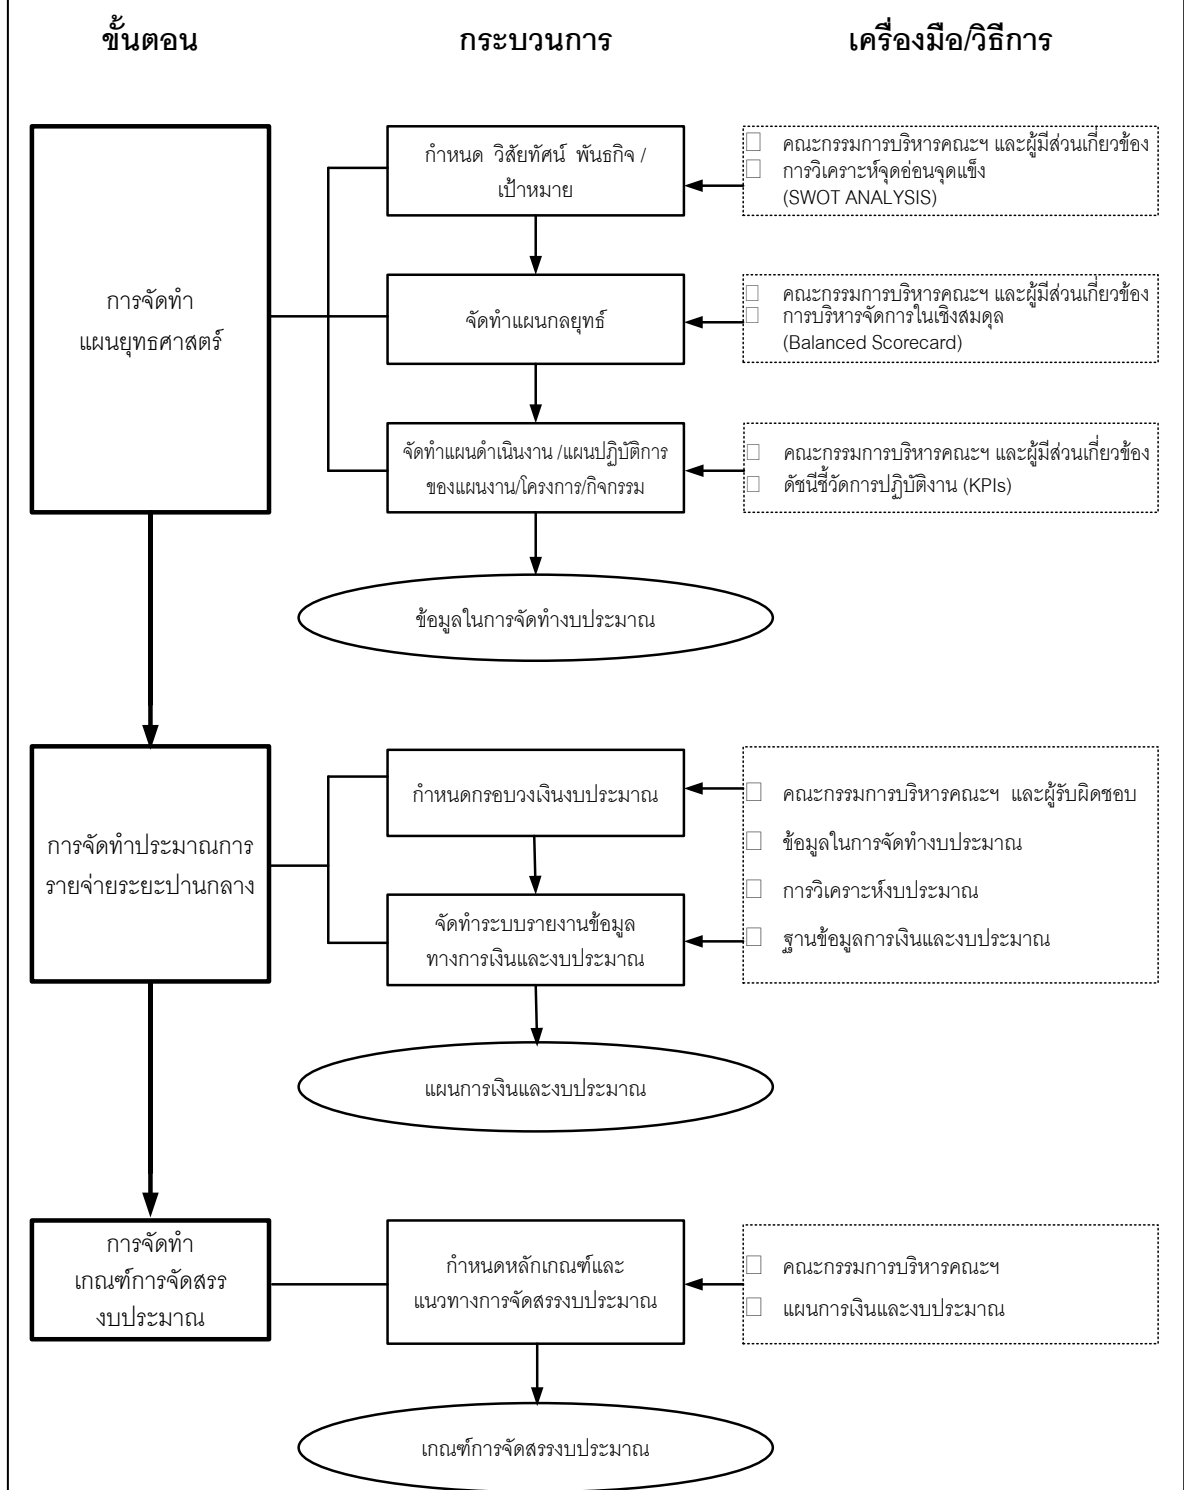 ขั้นตอน
กระบวนการ
เครื่องมือ/วิธีการ
การจัดทำ
แผนยุทธศาสตร์
กำหนด วิสัยทัศน์ พันธกิจ /
เป้าหมาย
คณะกรรมการบริหารคณะฯ และผู้มีส่วนเกี่ยวข้อง
การวิเคราะห์จุดอ่อนจุดแข็ง
(SWOT ANALYSIS)
จัดทำแผนกลยุทธ์
คณะกรรมการบริหารคณะฯ และผู้มีส่วนเกี่ยวข้อง
การบริหารจัดการในเชิงสมดุล
(Balanced Scorecard)
จัดทำแผนดำเนินงาน /แผนปฏิบัติการ
ของแผนงาน/โครงการ/กิจกรรม
คณะกรรมการบริหารคณะฯ และผู้มีส่วนเกี่ยวข้อง
ดัชนีชี้วัดการปฏิบัติงาน (KPIs)
ข้อมูลในการจัดทำงบประมาณ
การจัดทำประมาณการ
รายจ่ายระยะปานกลาง
กำหนดกรอบวงเงินงบประมาณ
จัดทำระบบรายงานข้อมูล
ทางการเงินและงบประมาณ
คณะกรรมการบริหารคณะฯ และผู้รับผิดชอบ
ข้อมูลในการจัดทำงบประมาณ
การวิเคราะห์งบประมาณ
ฐานข้อมูลการเงินและงบประมาณ
แผนการเงินและงบประมาณ
การจัดทำ
เกณฑ์การจัดสรร
งบประมาณ
กำหนดหลักเกณฑ์และ
แนวทางการจัดสรรงบประมาณ
คณะกรรมการบริหารคณะฯ
แผนการเงินและงบประมาณ
เกณฑ์การจัดสรรงบประมาณ